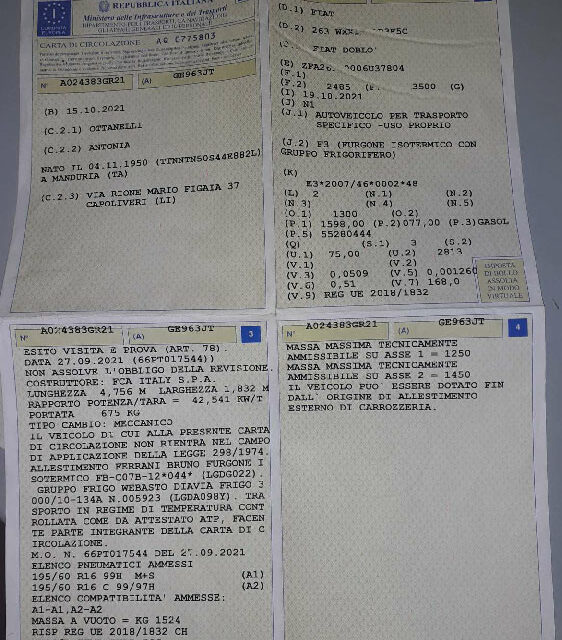 REPUBBLICA ITALIANA
Ministero delle Infrastrutture e dei Trasporti
CARTA DI CIRCOLAZIONE
N° A024383GR21 (A) GE963JT
(B) 15.10.2021
(C.2.1) OTTANELLI
(C.2.2) ANTONIA
NATO IL 04.11.1950
A MANDURIA (TA)
(C.2.3) VIA RIONE MARIO FIGAIA 37
CAPOLIVERI (LI)
(D.1) FIAT
(D.2) 263
FIAT DOBLO'
(E)
(F.1)
(F.2) 2485 3500 (G)
(I) 19.10.2021
(J) N1
(J.1) AUTOVEICOLO PER TRASPORTO
SPECIFICO -USO PROPRIO
(J.2) F3 (FURGONE ISOTERMICO CON
GRUPPO FRIGORIFERO)
(K)
E3*2007/46*0002*48
(L) 2 (N.1) (N.2)
(N.3) (N.4) (N.5)
(O.1) 1300 (O.2)
(P.1) 1598,00 (P.2)077,00 (P.3)GASOL
(P.5) 55280444
(Q) (S.1) 3 (S.2)
(U.1) 75,00 (U.2)
(V.1) (V.2)
(V.3) 0,0509 (V.5) 0,001260
(V.6) 0,51 (V.7) 168,0
(V.9) REG UE 2018/1832
IMPOSTA
DI BOLLO
ASSOLTA
IN MODO
VIRTUALE
N° A024383GR21 (A) GE963JT 3
ESITO VISITA E PROVA (ART. 78).
DATA 27.09.2021 (66PT017544))
NON ASSOLVE L'OBBLIGO DELLA REVISIONE.
COSTRUTTORE: FCA ITALY S.P.A.
LUNGHEZZA 4,756 M LARGHEZZA 1,832 M
RAPPORTO POTENZA/TARA = 42,541 KW/T
PORTATA 675 KG
TIPO CAMBIO: MECCANICO
IL VEICOLO DI CUI ALLA PRESENTE CARTA
DI CIRCOLAZIONE NON RIENTRA NEL CAMPO
DI APPLICAZIONE DELLA LEGGE 298/1974.
ALLESTIMENTO FERRANI BRUNO FURGONE I
SOTERMICO FB-C07B-12*044* (LGDG022).
GRUPPO FRIGO WEBASTO DIAVIA FRIGO 3
000/10-134A N.005923 (LGDA098Y). TRA
SPORTO IN REGIME DI TEMPERATURA CONT
ROLLATA COME DA ATTESTATO ATP, FACEN
TE PARTE INTEGRANTE DELLA CARTA DI C
IRCOLAZIONE.
M.O. N. 66PT017544 DEL 27.09.2021
ELENCO PNEUMATICI AMMESSI
195/60 R16 99H M+S (A1)
195/60 R16 C 99/97H (A2)
ELENCO COMPATIBILITA' AMMESSE:
A1-A1,A2-A2
MASSA A VUOTO = KG 1524
RISP REG UE 2018/1832 CH
N° A024383GR21 (A) GE963JT 4
MASSA MASSIMA TECNICAMENTE
AMMISSIBILE SU ASSE 1 = 1250
MASSA MASSIMA TECNICAMENTE
AMMISSIBILE SU ASSE 2 = 1450
IL VEICOLO PUO' ESSERE DOTATO FIN
DALL' ORIGINE DI ALLESTIMENTO
ESTERNO DI CARROZZERIA.